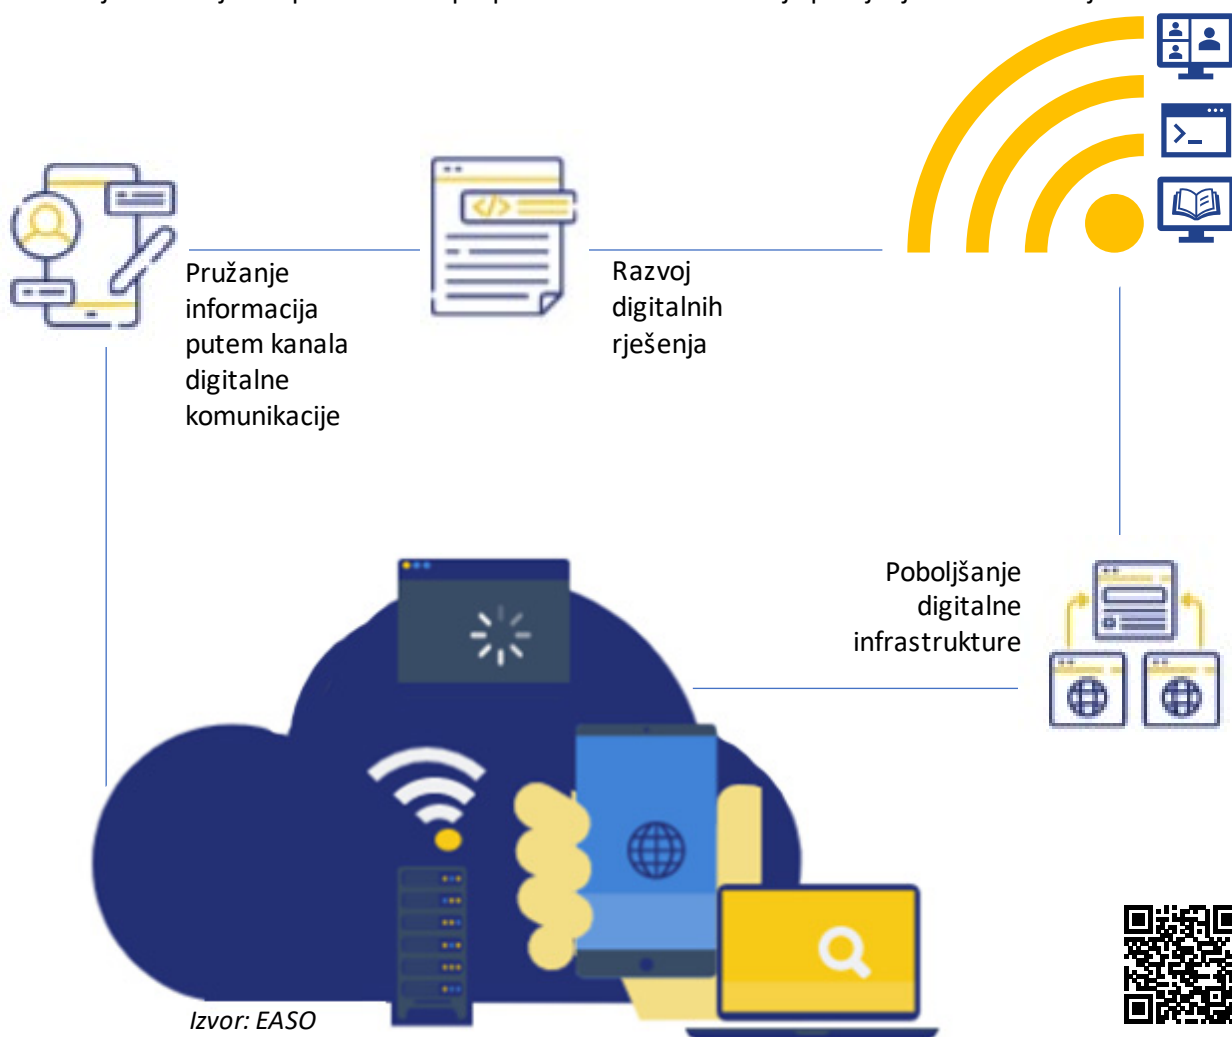 Pružanje
informacija
putem kanala
digitalne
komunikacije
Razvoj
digitalnih
rješenja
Poboljšanje
digitalne
infrastrukture
Izvor: EASO